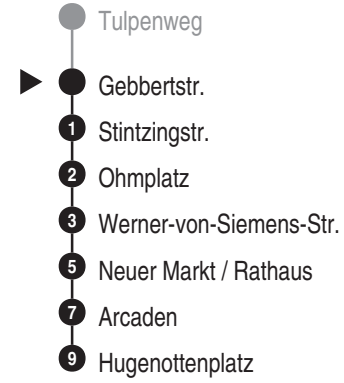 Tulpenweg
Gebbertstr.
1 Stintzingstr.
2 Ohmplatz
3 Werner-von-Siemens-Str.
5 Neuer Markt / Rathaus
7 Arcaden
9 Hugenottenplatz